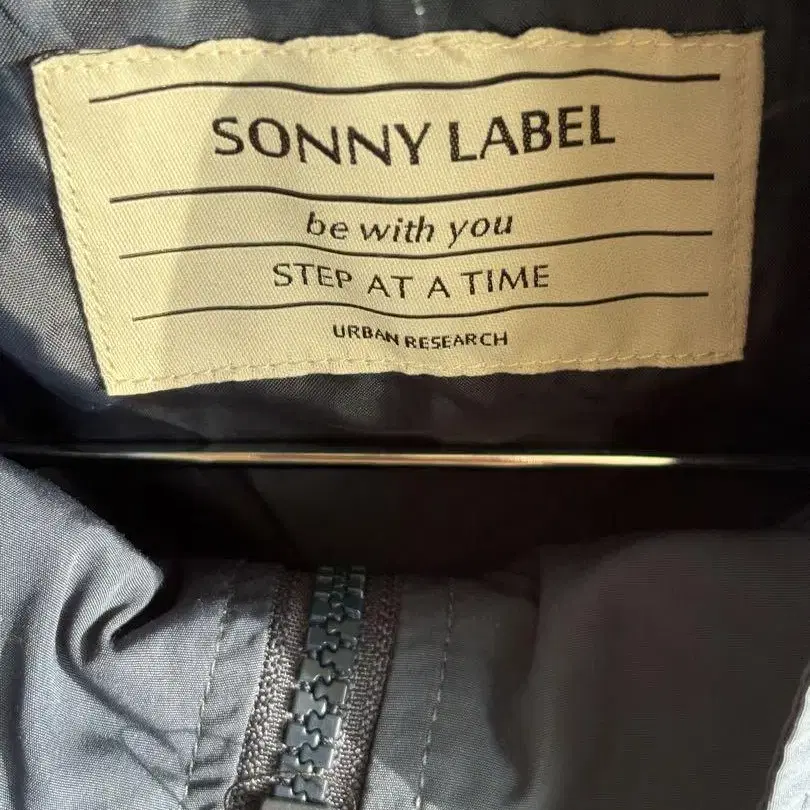 SONNY LABEL
be with you
STEP AT A TIME
URBAN RESEARCH